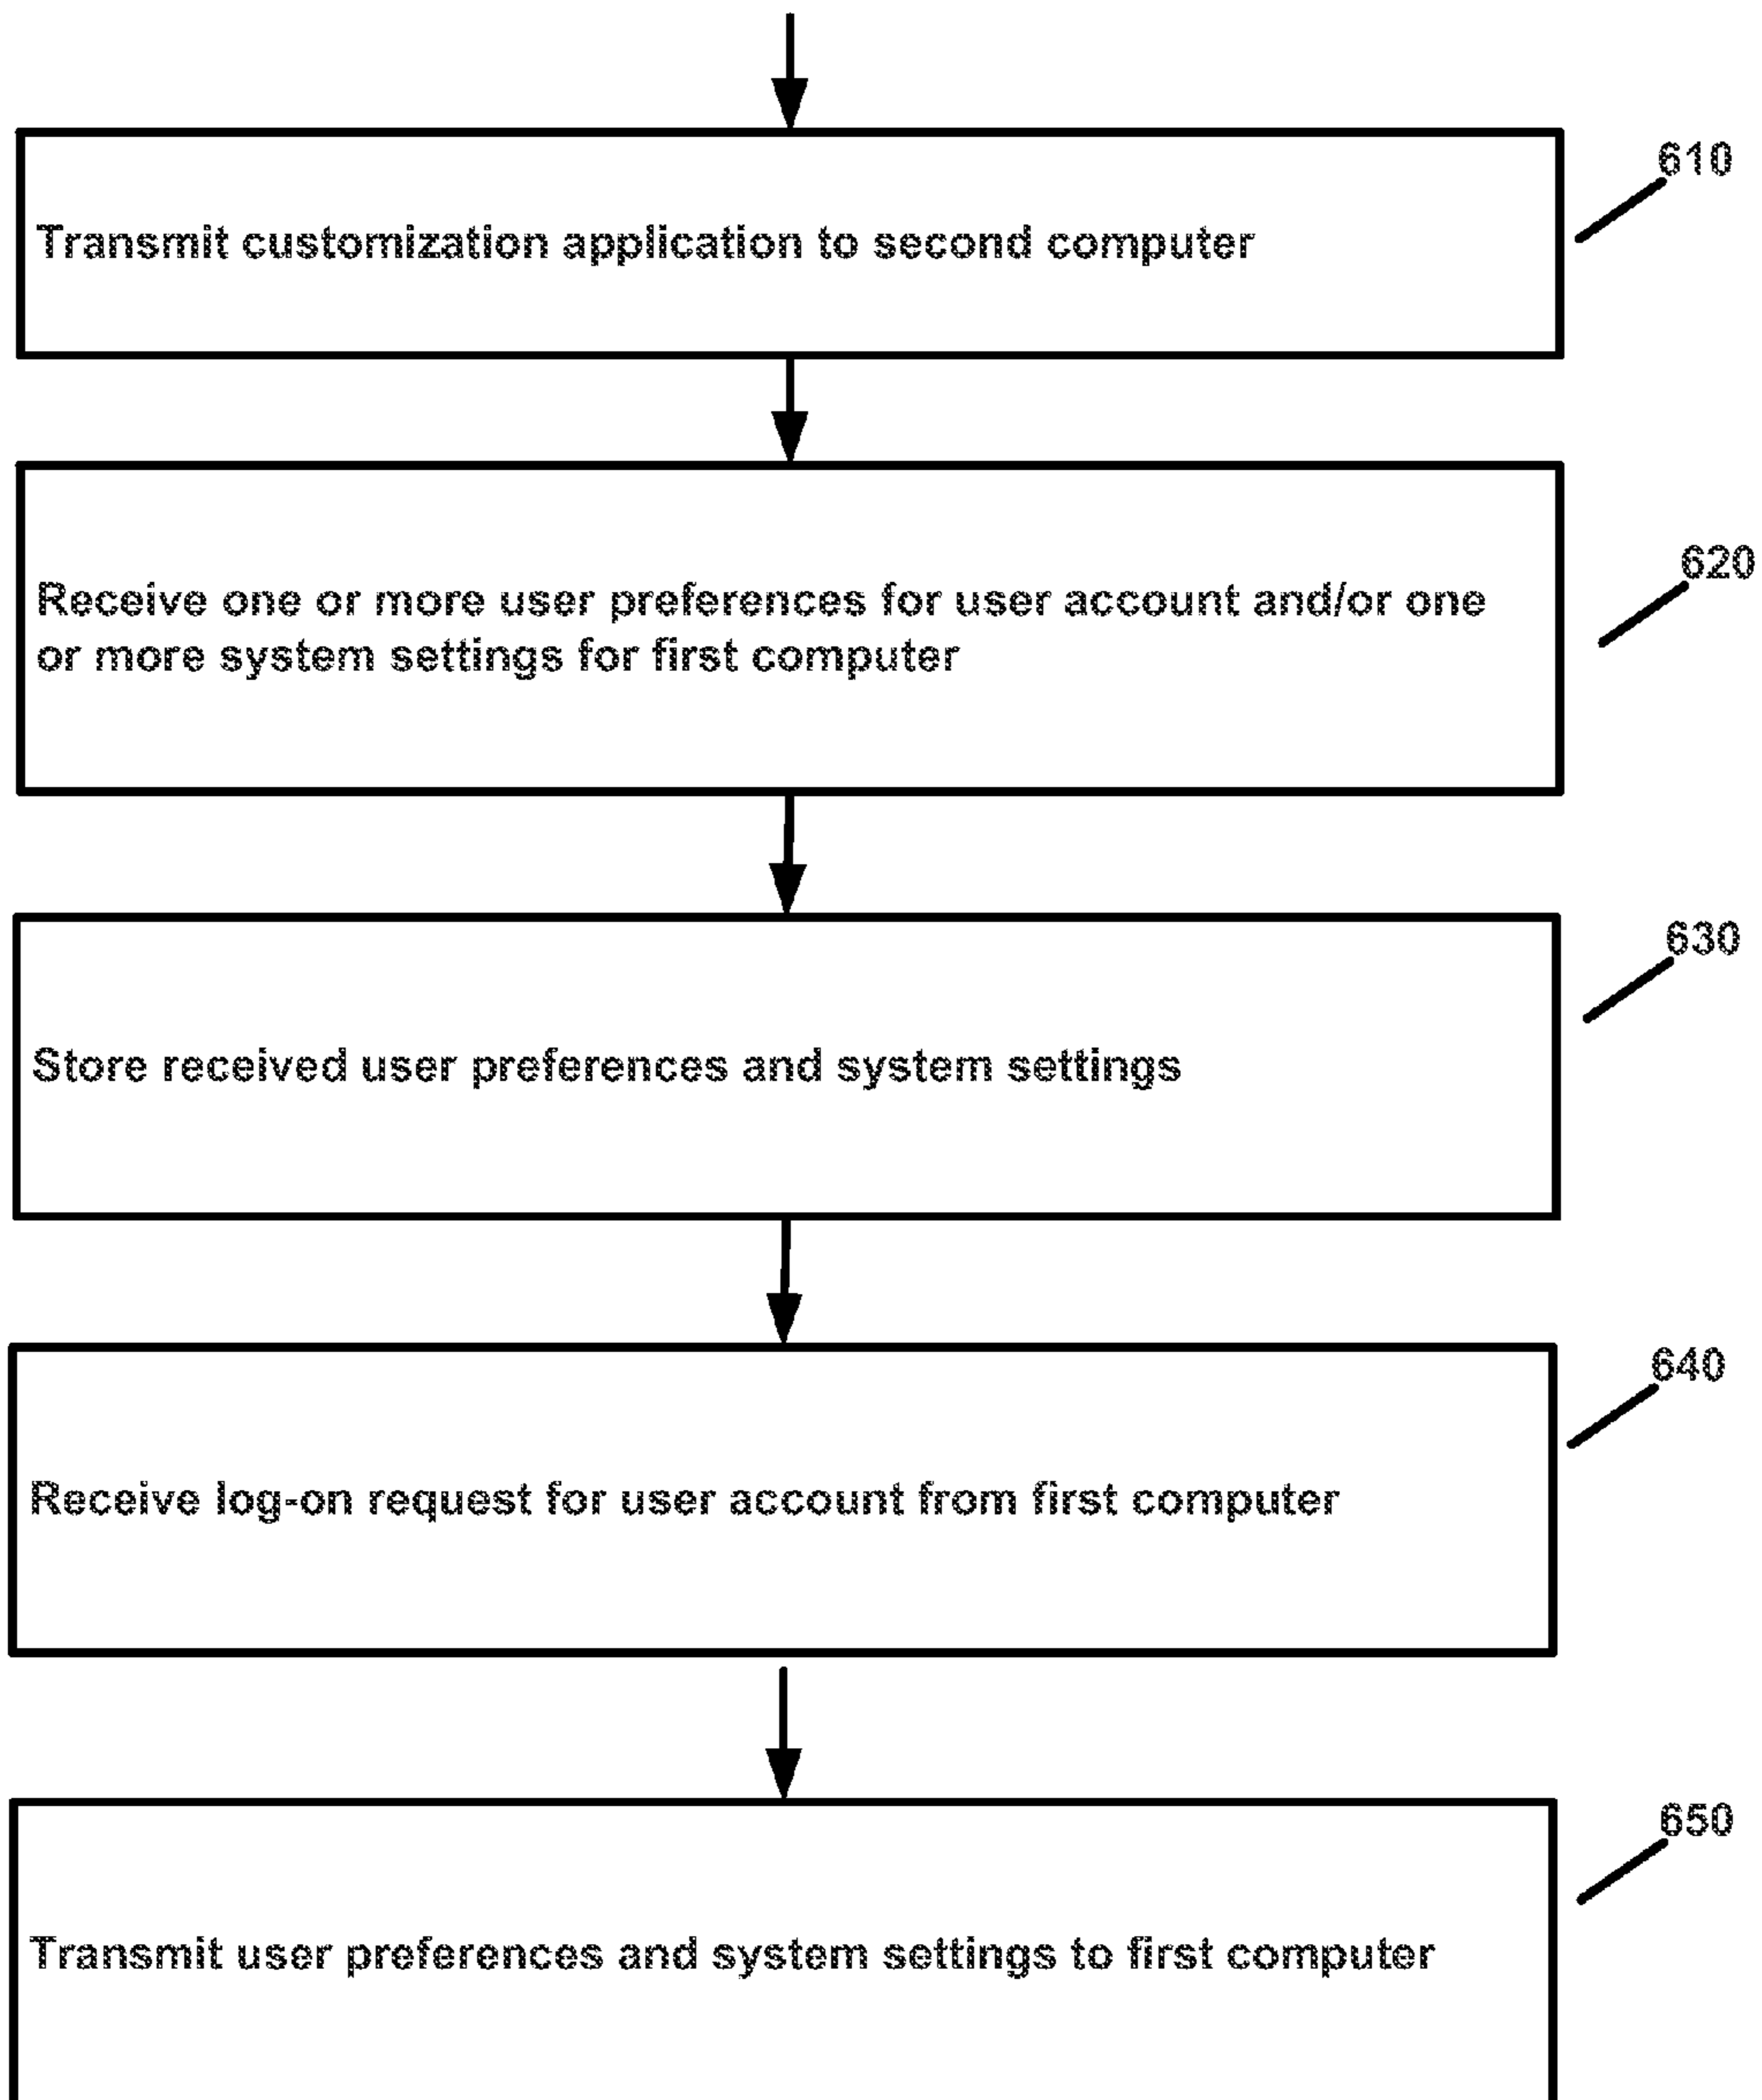 610
Transmit customization application to second computer
620
Receive one or more user preferences for user account and/or one
or more system settings for first computer
630
Store received user preferences and system settings
640
Receive log-on request for user account from first computer
650
Transmit user preferences and system settings to first computer